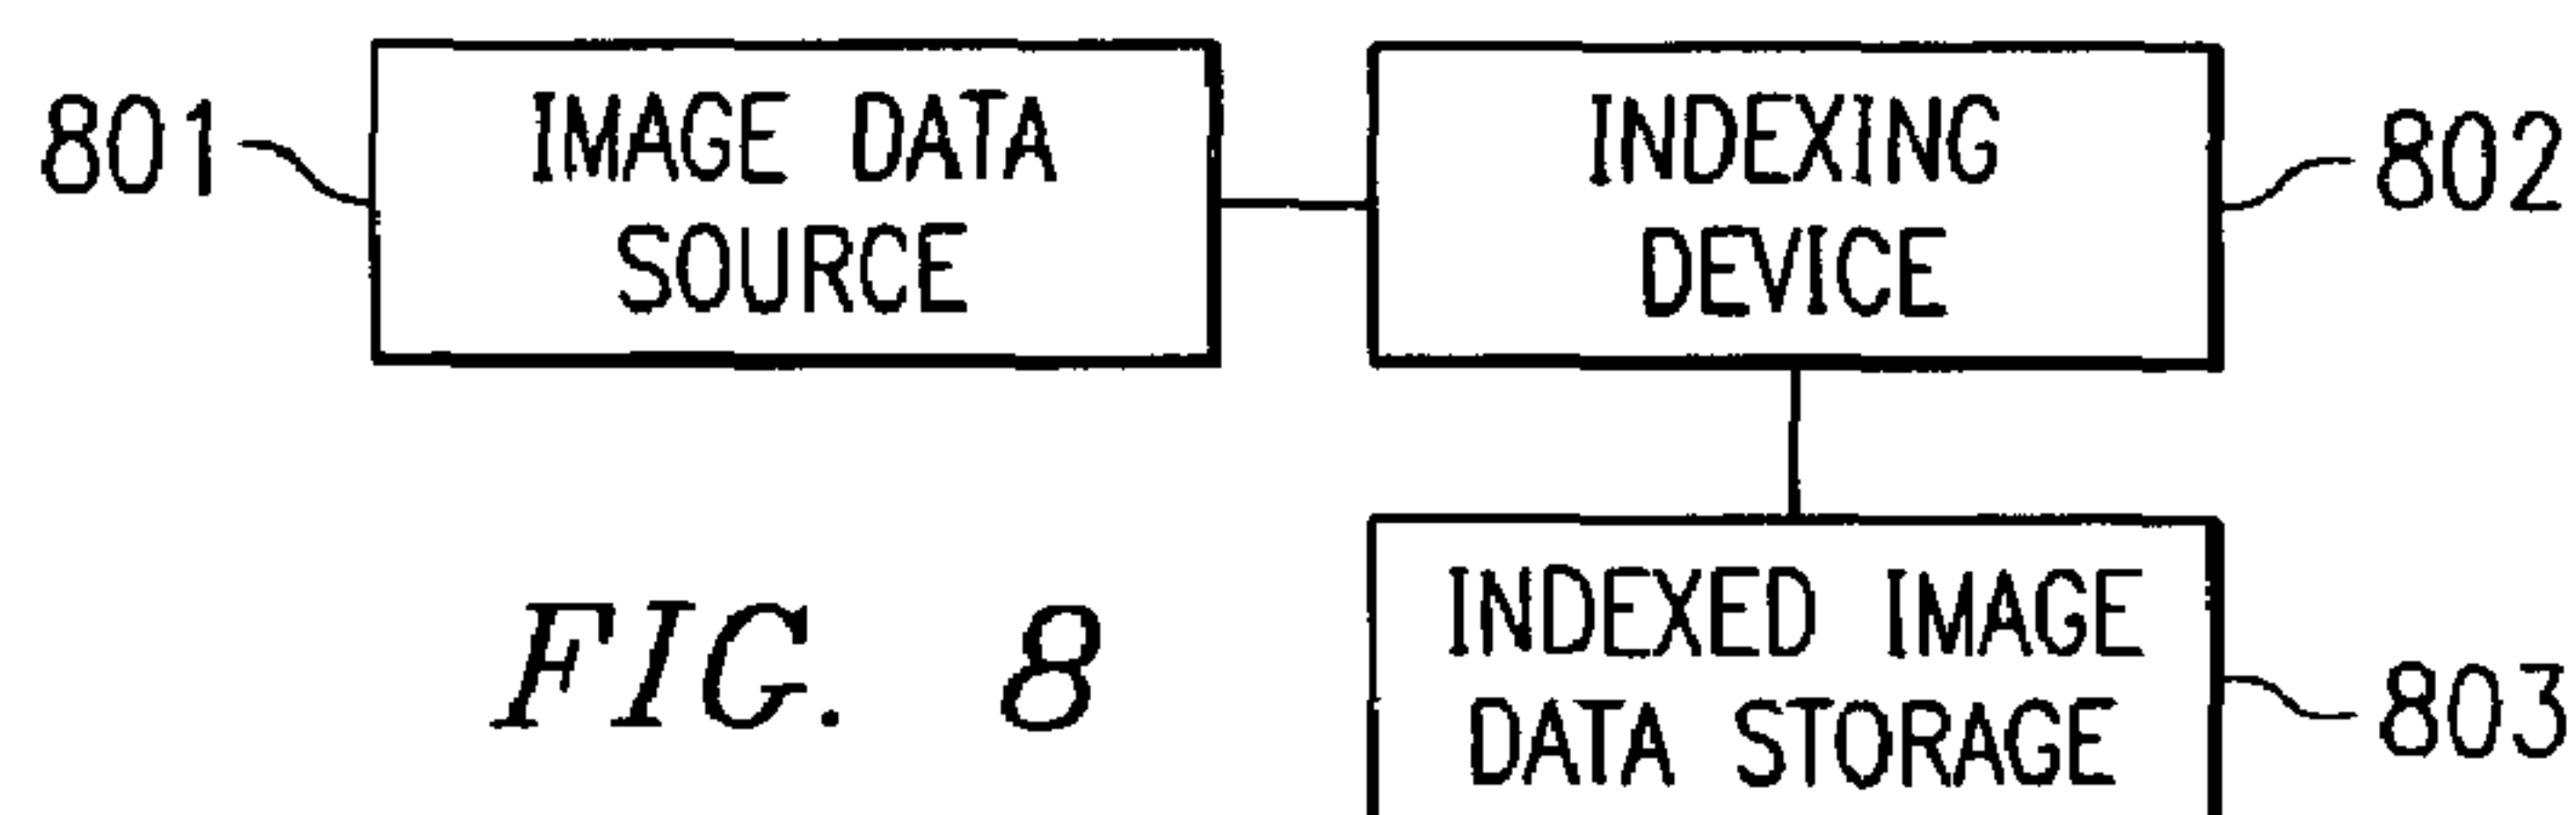 801
IMAGE DATA
SOURCE
INDEXING
DEVICE
802
INDEXED IMAGE
DATA STORAGE
803
FIG. 8